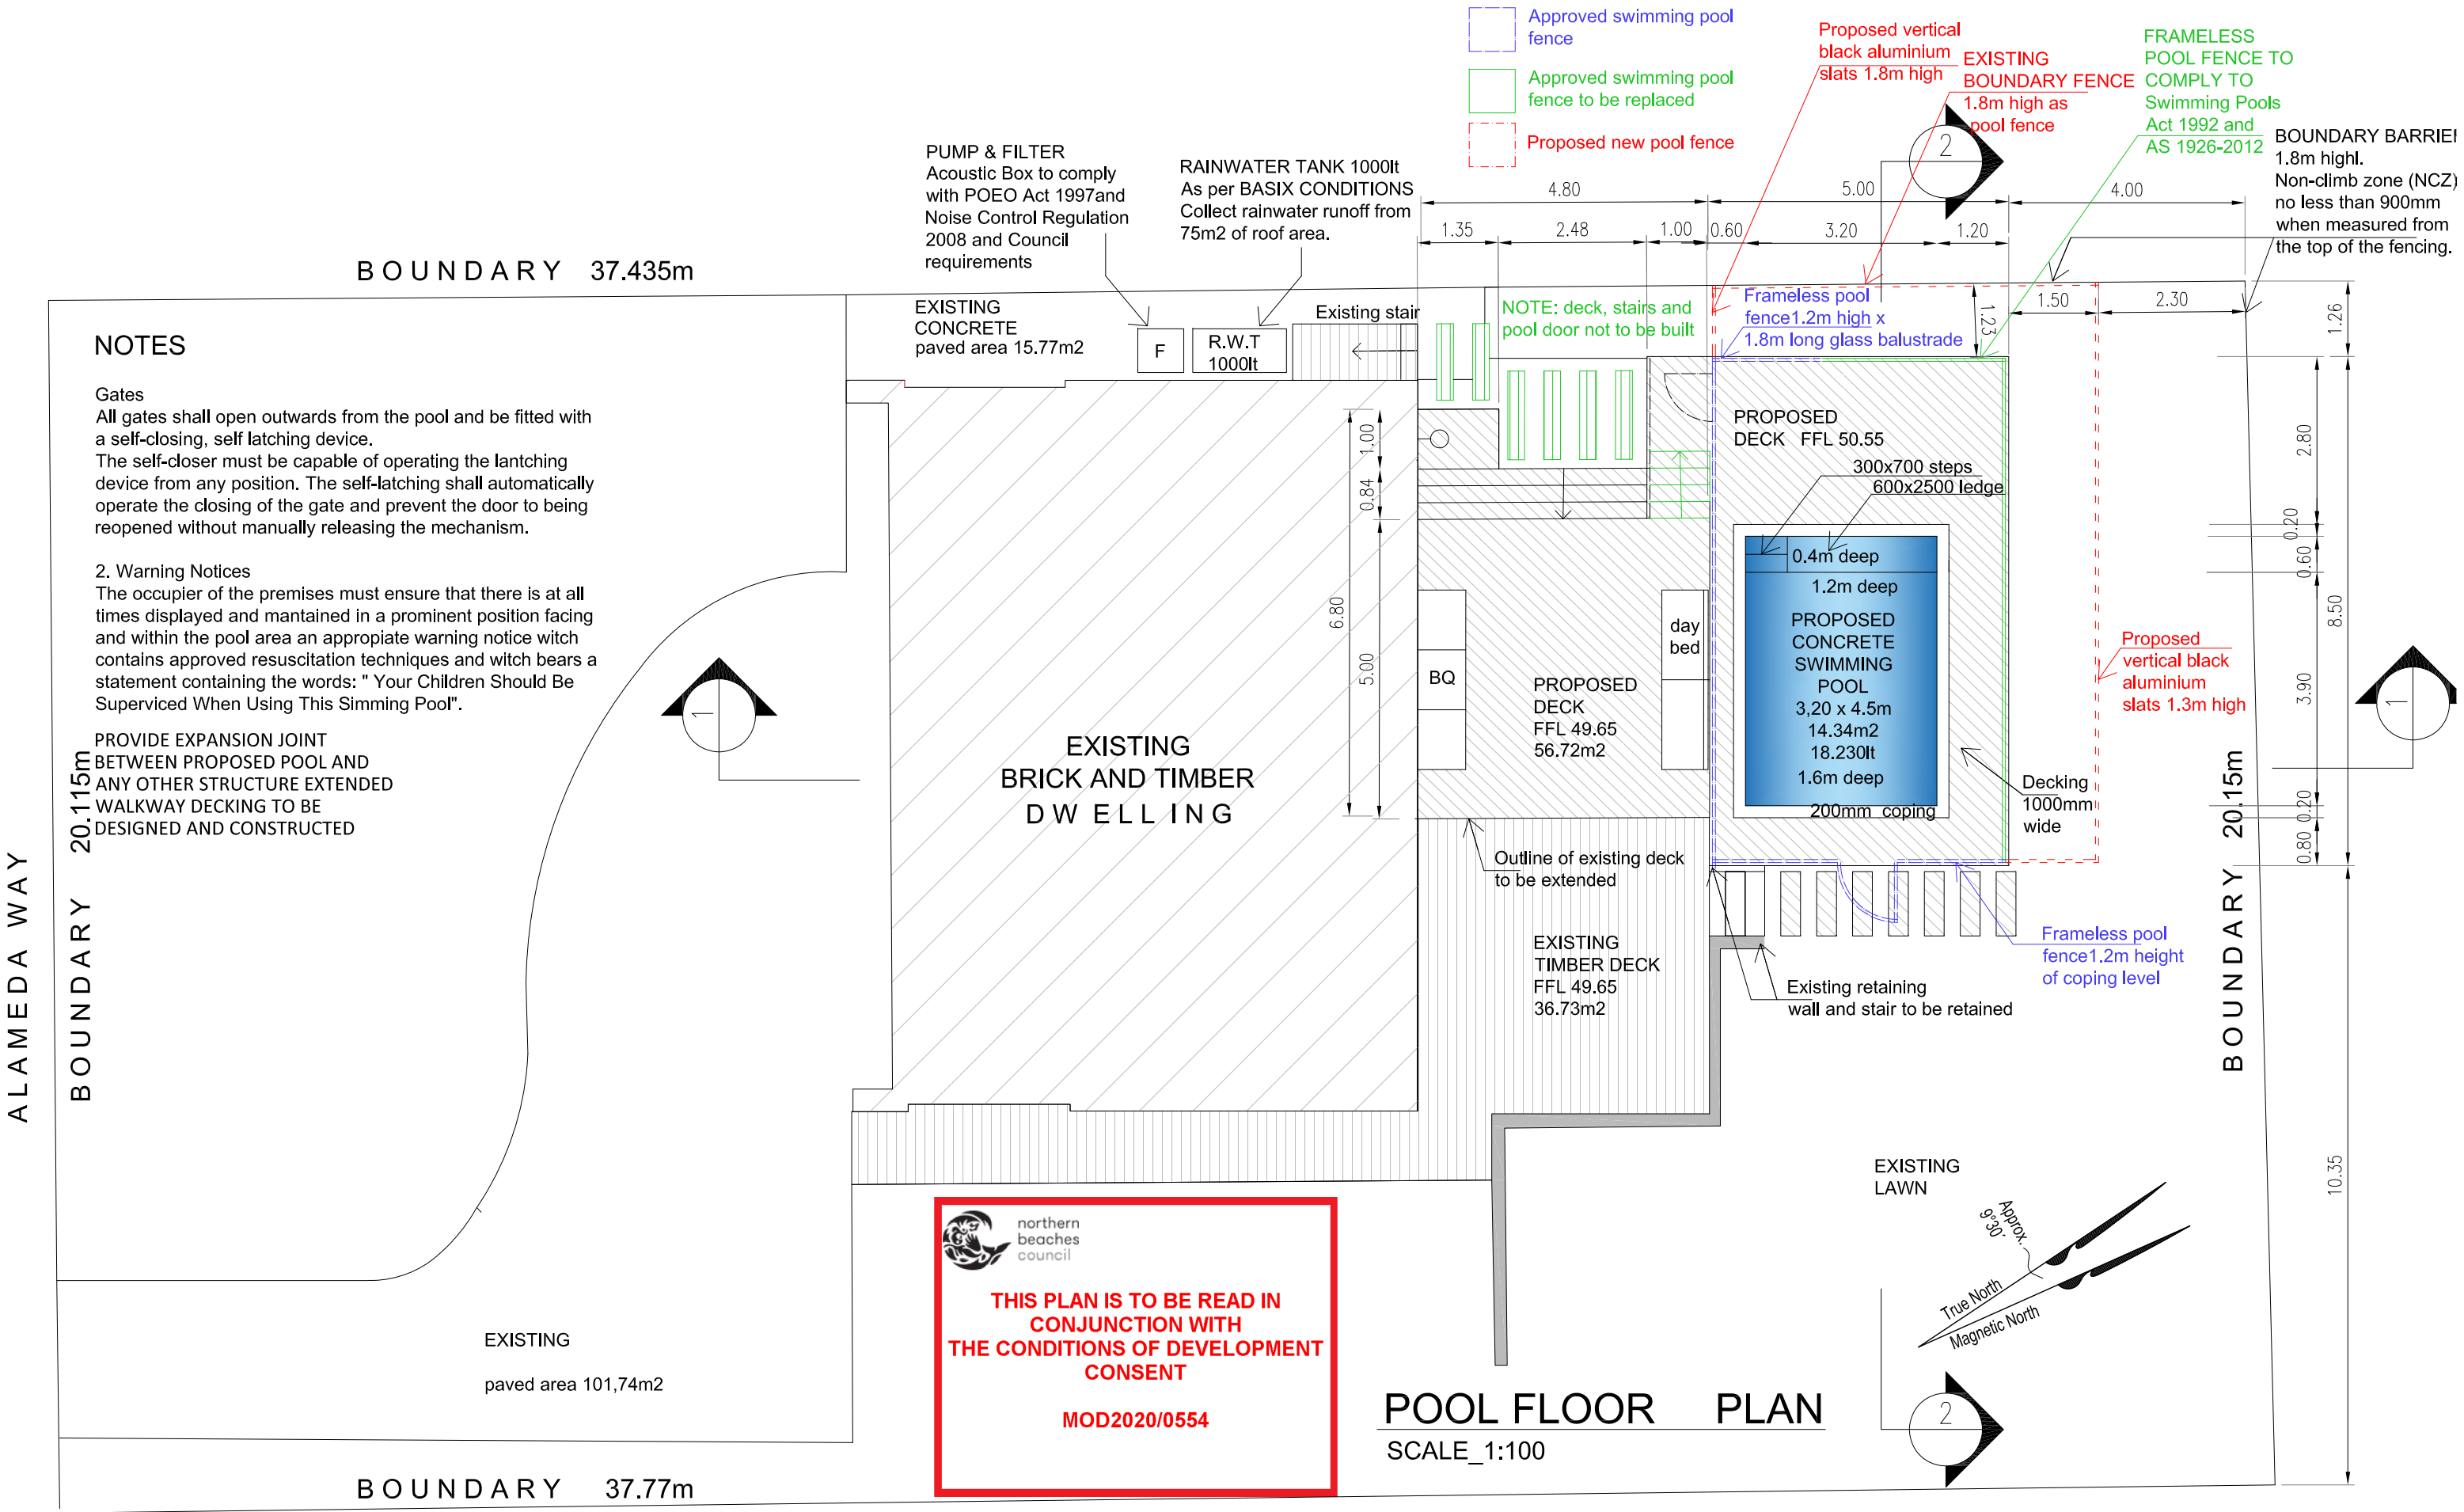 Approved swimming pool
fence
Approved swimming pool
fence to be replaced
Proposed new pool fence
Proposed vertical
black aluminium
slats 1.8m high
EXISTING
BOUNDARY FENCE
1.8m high as
pool fence
FRAMELESS
POOL FENCE TO
COMPLY TO
Swimming Pools
Act 1992 and
AS 1926-2012
BOUNDARY BARRIE
1.8m highl.
Non-climb zone (NCZ)
no less than 900mm
when measured from
the top of the fencing.
PUMP & FILTER
Acoustic Box to comply
with POEO Act 1997and
Noise Control Regulation
2008 and Council
requirements
RAINWATER TANK 1000lt
As per BASIX CONDITIONS
Collect rainwater runoff from
75m2 of roof area.
2
4.80
5.00
4.00
1.35
2.48
1.00
0.60
3.20
1.20
BOUNDARY 37.435m
EXISTING
CONCRETE
paved area 15.77m2
F
R.W.T
1000lt
Existing stair
NOTE: deck, stairs and
pool door not to be built
Frameless pool
fence1.2m high x
1.8m long glass balustrade
1.23
1.50
2.30
1.26
NOTES
Gates
All gates shall open outwards from the pool and be fitted with
a self-closing, self latching device.
The self-closer must be capable of operating the lantching
device from any position. The self-latching shall automatically
operate the closing of the gate and prevent the door to being
reopened without manually releasing the mechanism.
2. Warning Notices
The occupier of the premises must ensure that there is at all
times displayed and mantained in a prominent position facing
and within the pool area an appropiate warning notice witch
contains approved resuscitation techniques and witch bears a
statement containing the words: " Your Children Should Be
Superviced When Using This Simming Pool".
PROVIDE EXPANSION JOINT
BETWEEN PROPOSED POOL AND
ANY OTHER STRUCTURE EXTENDED
WALKWAY DECKING TO BE
DESIGNED AND CONSTRUCTED
ALAMEDA WAY
BOUNDARY 20.115m
1
EXISTING
BRICK AND TIMBER
DWELLING
6.80
1.00
0.84
5.00
BQ
day
bed
PROPOSED
DECK
FFL 49.65
56.72m2
PROPOSED
DECK FFL 50.55
300x700 steps
600x2500 ledge
0.4m deep
1.2m deep
PROPOSED
CONCRETE
SWIMMING
POOL
3,20 x 4.5m
14.34m2
18.230lt
1.6m deep
200mm coping
Decking
1000mm
wide
Proposed
vertical black
aluminium
slats 1.3m high
2.80
0.20
0.60
3.90
0.20
0.80
8.50
10.35
1
BOUNDARY 20.15m
Outline of existing deck
to be extended
EXISTING
TIMBER DECK
FFL 49.65
36.73m2
Frameless pool
fence1.2m height
of coping level
Existing retaining
wall and stair to be retained
EXISTING
LAWN
Approx.
9°30'
True North
Magnetic North
EXISTING
paved area 101,74m2
northern
beaches
council
THIS PLAN IS TO BE READ IN
CONJUNCTION WITH
THE CONDITIONS OF DEVELOPMENT
CONSENT
MOD2020/0554
POOL FLOOR PLAN
SCALE_1:100
2
BOUNDARY 37.77m